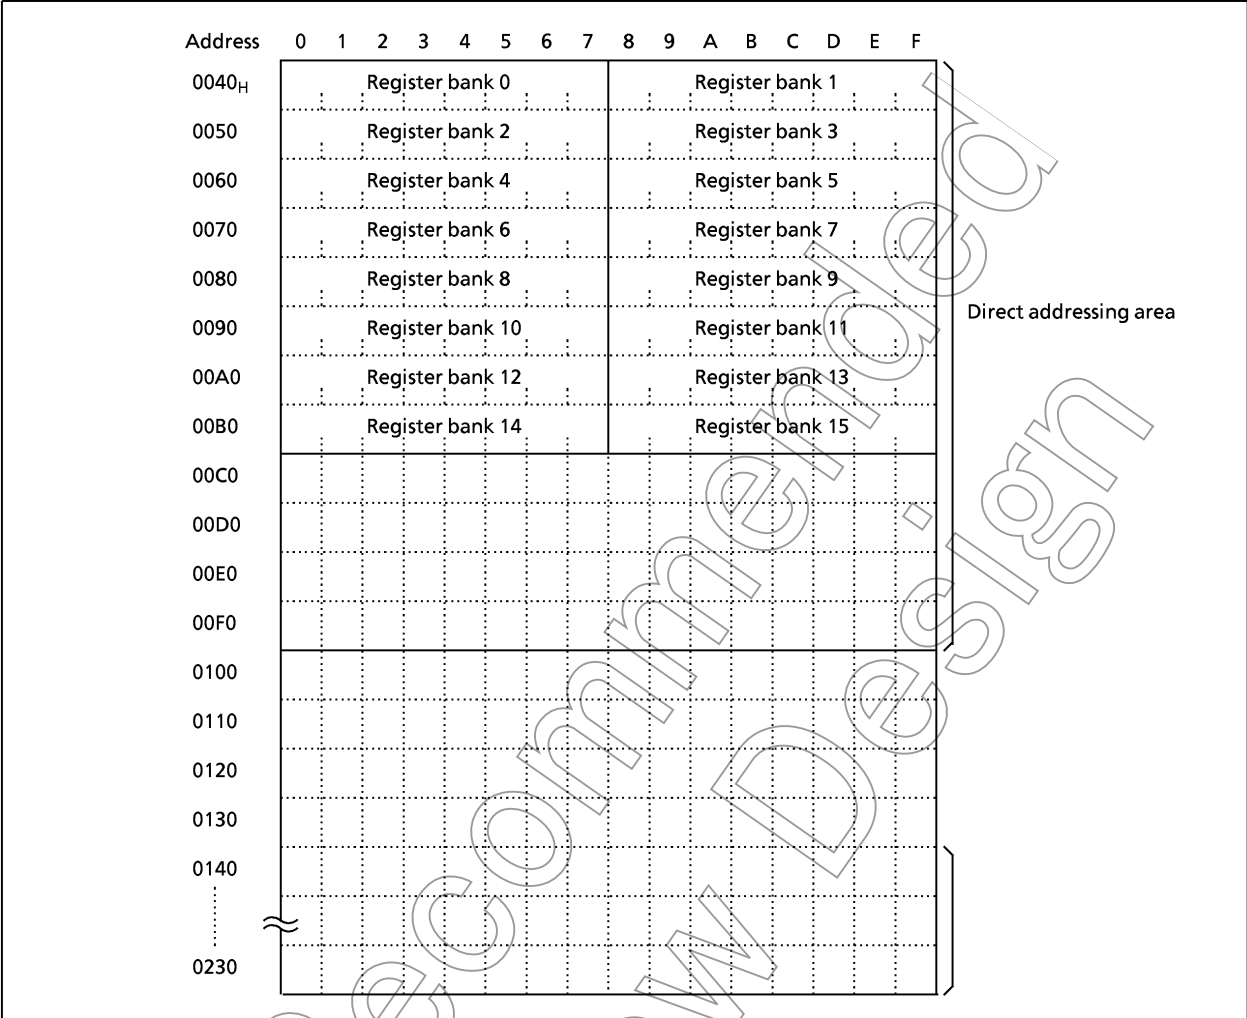 Address 0 1 2 3 4 5 6 7 8 9 A B C D E F
0040H Register bank 0 Register bank 1
0050 Register bank 2 Register bank 3
0060 Register bank 4 Register bank 5
0070 Register bank 6 Register bank 7
0080 Register bank 8 Register bank 9
Direct addressing area
0090 Register bank 10 Register bank 11
00A0 Register bank 12 Register bank 13
00B0 Register bank 14 Register bank 15
00C0
00D0
00E0
00F0
0100
0110
0120
0130
0140
0230
ecommended
w Design